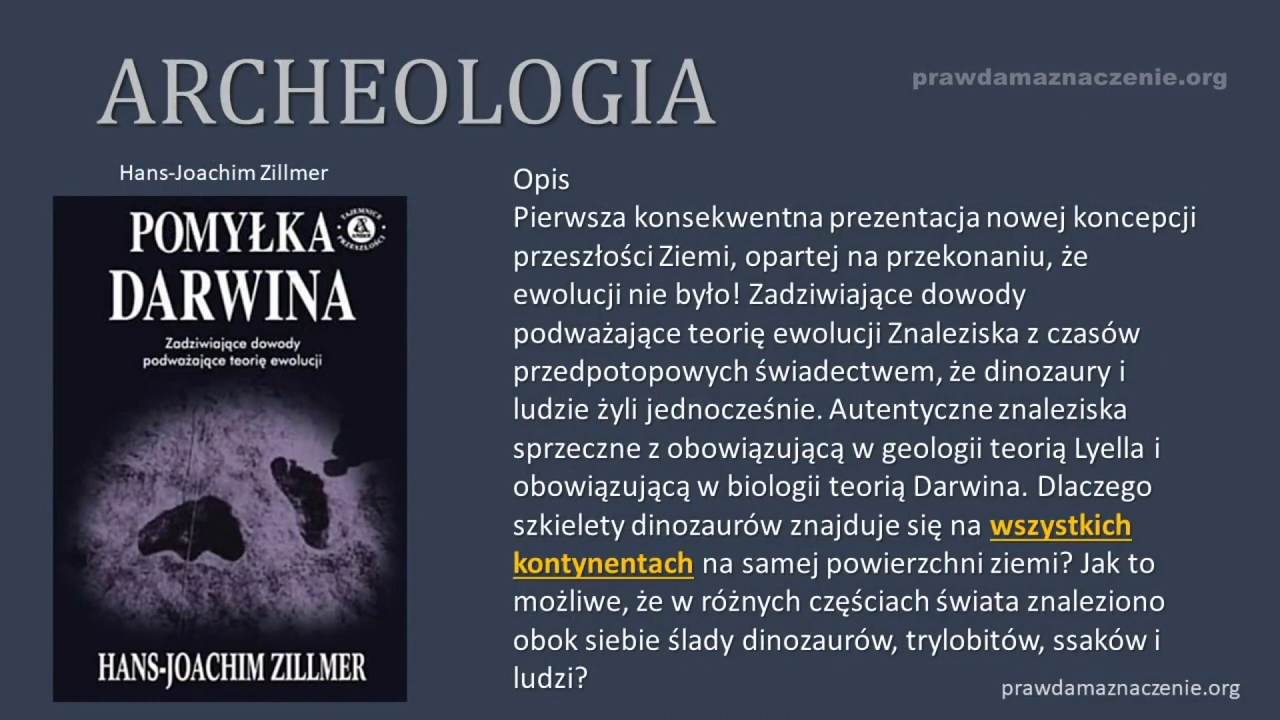 ARCHEOLOGIA
prawdamaznaczenie.org
Hans-Joachim Zillmer
POMYŁKA
DARWINA
TAJEMNICE
PRZESZŁOŚCI
Zadziwiające dowody
podważające teorię ewolucji
HANS-JOACHIM ZILLMER
Opis
Pierwsza konsekwentna prezentacja nowej koncepcji
przeszłości Ziemi, opartej na przekonaniu, że
ewolucji nie było! Zadziwiające dowody
podważające teorię ewolucji Znaleziska z czasów
przedpotopowych świadectwem, że dinozaury i
ludzie żyli jednocześnie. Autentyczne znaleziska
sprzeczne z obowiązującą w geologii teorią Lyella i
obowiązującą w biologii teorią Darwina. Dlaczego
szkielety dinozaurów znajduje się na wszystkich
kontynentach na samej powierzchni ziemi? Jak to
możliwe, że w różnych częściach świata znaleziono
obok siebie ślady dinozaurów, trylobitów, ssaków i
ludzi?
prawdamaznaczenie.org